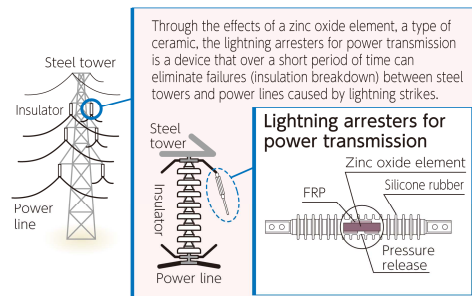 Through the effects of a zinc oxide element, a type of
ceramic, the lightning arresters for power transmission
is a device that over a short period of time can
eliminate failures (insulation breakdown) between steel
towers and power lines caused by lightning strikes.
Steel tower
Insulator
Power
line
Steel
tower
Insulator
Power line
Lightning arresters for
power transmission
Zinc oxide element
FRP
Silicone rubber
Pressure
release